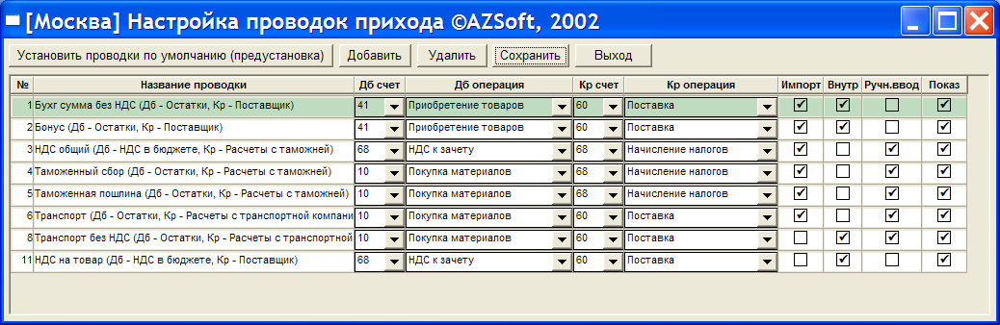 [Москва] Настройка проводок прихода ©AZSoft, 2002
Установить проводки по умолчанию (предустановка) Добавить Удалить Сохранить Выход
№ Название проводки Дб счет Дб операция Кр счет Кр операция Импорт Внутр Ручн.ввод Показ
1 Бухг сумма без НДС (Дб - Остатки, Кр - Поставщик) 41 Приобретение товаров 60 Поставка
2 Бонус (Дб - Остатки, Кр - Поставщик) 41 Приобретение товаров 60 Поставка
3 НДС общий (Дб - НДС в бюджете, Кр - Расчеты с таможней) 68 НДС к зачету 68 Начисление налогов
4 Таможенный сбор (Дб - Остатки, Кр - Расчеты с таможней) 10 Покупка материалов 68 Начисление налогов
5 Таможенная пошлина (Дб - Остатки, Кр - Расчеты с таможней) 10 Покупка материалов 68 Начисление налогов
6 Транспорт (Дб - Остатки, Кр - Расчеты с транспортной компани 10 Покупка материалов 60 Поставка
8 Транспорт без НДС (Дб - Остатки, Кр - Расчеты с транспортной 10 Покупка материалов 60 Поставка
11 НДС на товар (Дб - НДС в бюджете, Кр - Поставщик) 68 НДС к зачету 60 Поставка